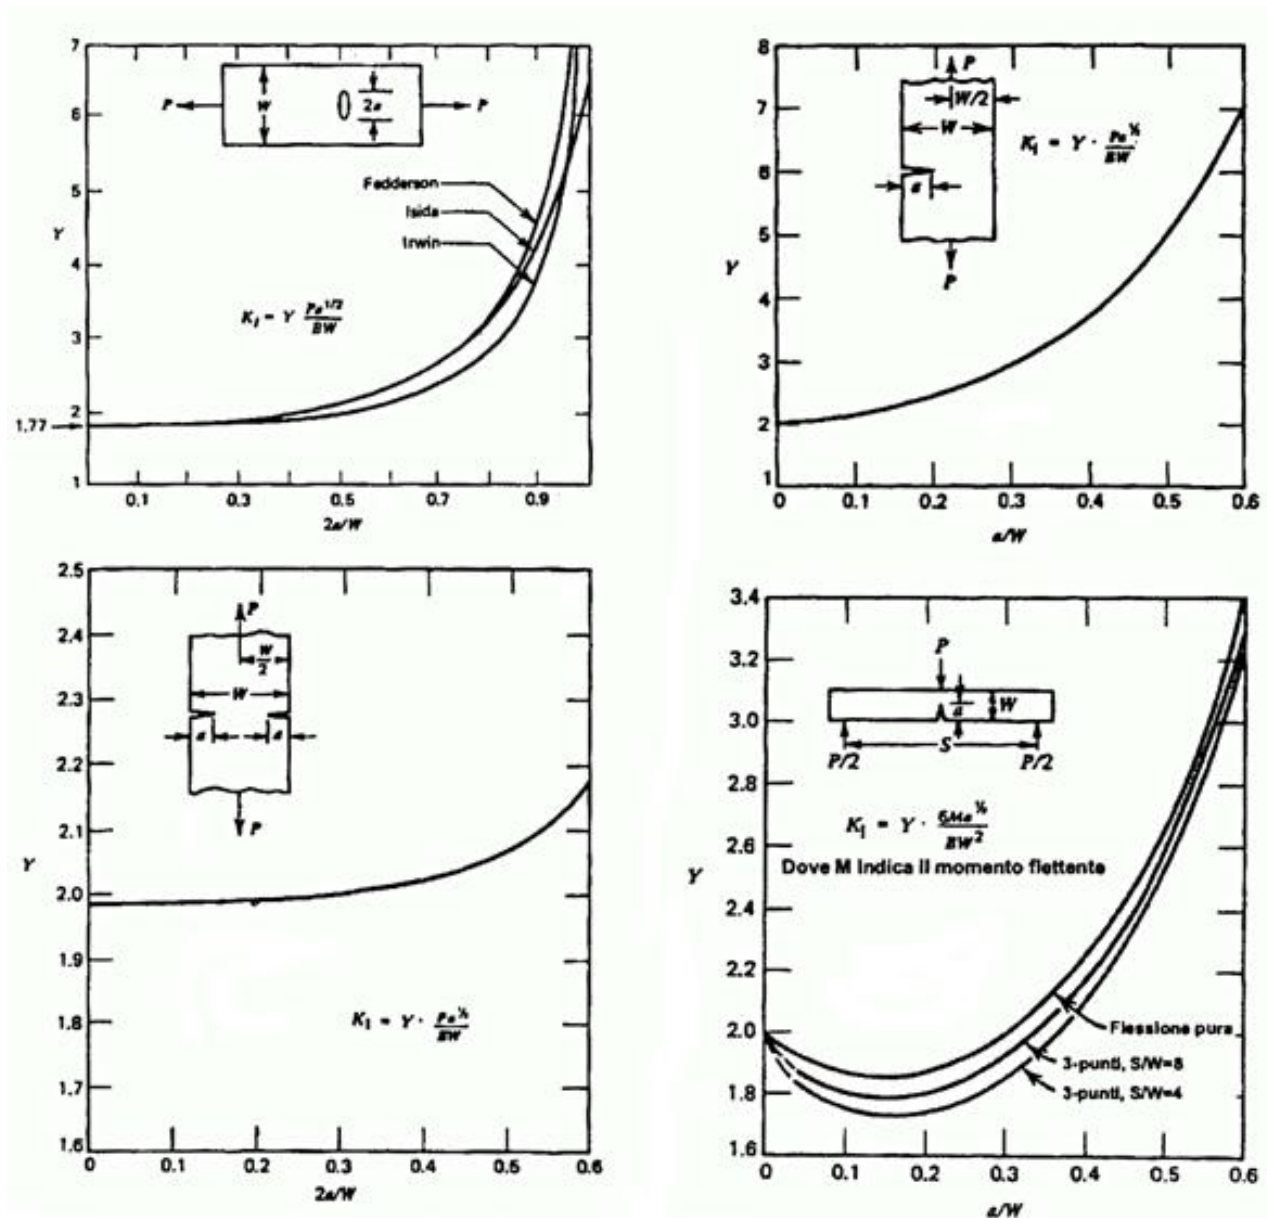 7
6
5
4
3
2
1
Y
1.77
P
W
2a
P
Fedderson
Isida
Irwin
K_I = Y Pa^1/2 / BW
0.1
0.3
0.5
0.7
0.9
2a/W
8
7
6
5
4
3
2
1
Y
P
W/2
W
a
P
K_I = Y · Pa^½ / BW
0
0.1
0.2
0.3
0.4
0.5
0.6
a/W
2.5
2.4
2.3
2.2
2.1
2.0
1.9
1.8
1.7
1.6
Y
P
W/2
W
a
a
P
K_I = Y · Pa^½ / BW
0
0.1
0.2
0.3
0.4
0.5
0.6
2a/W
3.4
3.2
3.0
2.8
2.6
2.4
2.2
2.0
1.8
1.6
Y
P
a
W
S
P/2
P/2
K_I = Y · 6Ma^½ / BW^2
Dove M indica il momento flettente
Flessione pura
3-punti, S/W=8
3-punti, S/W=4
0
0.1
0.2
0.3
0.4
0.5
0.6
a/W